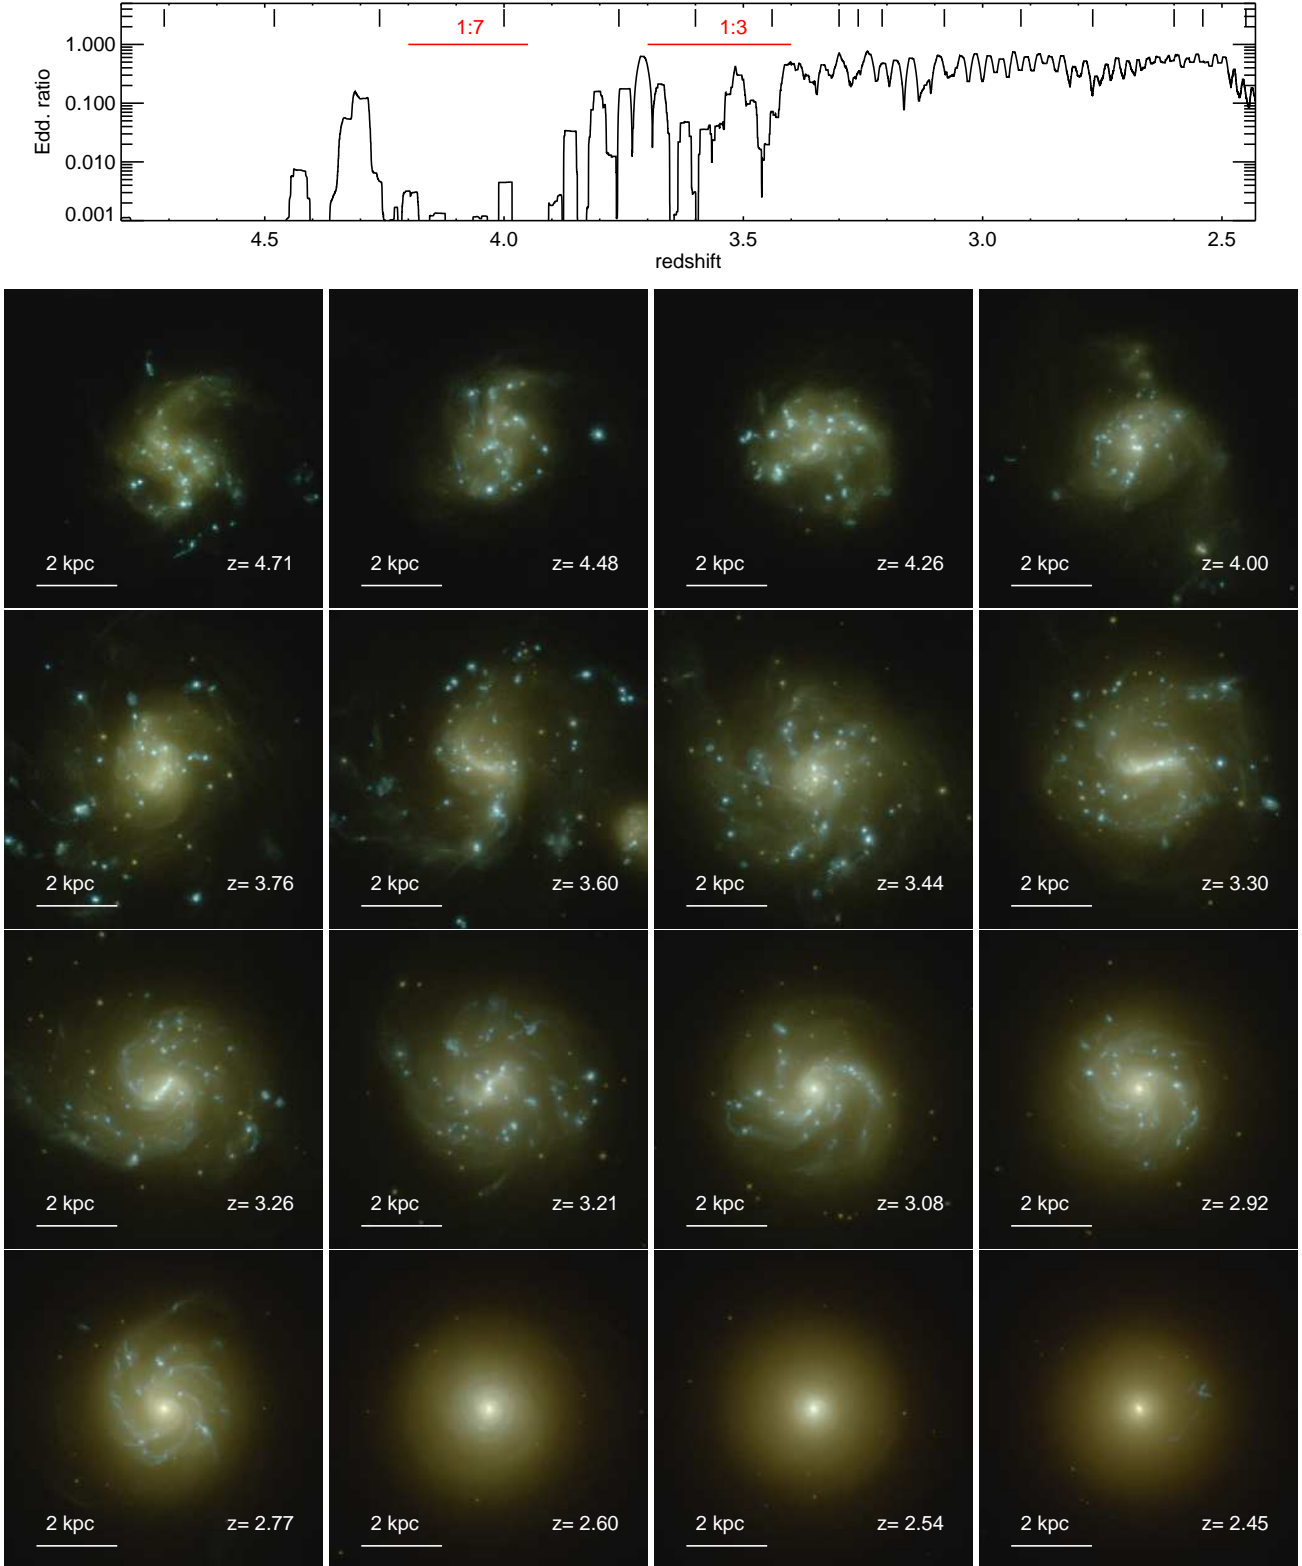 1:7
1:3
1.000
0.100
0.010
0.001
Edd. ratio
4.5
4.0
3.5
3.0
2.5
redshift
2 kpc z= 4.71
2 kpc z= 4.48
2 kpc z= 4.26
2 kpc z= 4.00
2 kpc z= 3.76
2 kpc z= 3.60
2 kpc z= 3.44
2 kpc z= 3.30
2 kpc z= 3.26
2 kpc z= 3.21
2 kpc z= 3.08
2 kpc z= 2.92
2 kpc z= 2.77
2 kpc z= 2.60
2 kpc z= 2.54
2 kpc z= 2.45